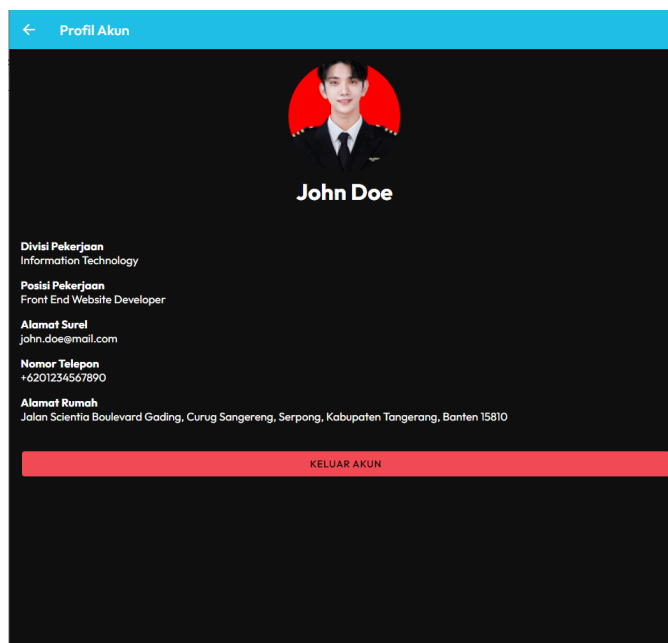 Profil Akun
John Doe
Divisi Pekerjaan
Information Technology
Posisi Pekerjaan
Front End Website Developer
Alamat Surel
john.doe@mail.com
Nomor Telepon
+6201234567890
Alamat Rumah
Jalan Scientia Boulevard Gading, Curug Sangereng, Serpong, Kabupaten Tangerang, Banten 15810
KELUAR AKUN